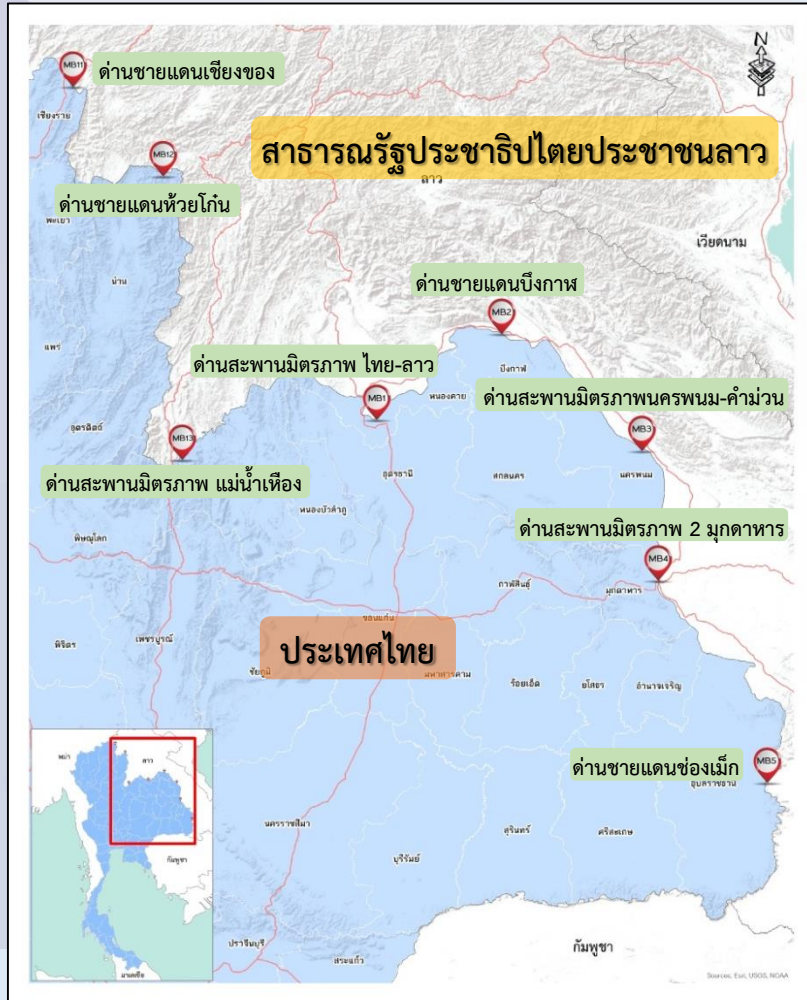 N
MB11
ด่านชายแดนเชียงของ
เชียงราย
MB12
สาธารณรัฐประชาธิปไตยประชาชนลาว
ลาว
ด่านชายแดนห้วยโก๋น
พะเยา
เวียดนาม
น่าน
ด่านชายแดนบึงกาฬ
MB2
แพร่
ด่านสะพานมิตรภาพ ไทย-ลาว
บึงกาฬ
MB1
หนองคาย
ด่านสะพานมิตรภาพนครพนม-คำม่วน
อุตรดิตถ์
MB13
MB3
อุดรธานี
สกลนคร
นครพนม
ด่านสะพานมิตรภาพ แม่น้ำเหือง
หนองบัวลำภู
ด่านสะพานมิตรภาพ 2 มุกดาหาร
พิษณุโลก
MB4
กาฬสินธุ์
มุกดาหาร
ขอนแก่น
พิจิตร
เพชรบูรณ์
ประเทศไทย
ชัยภูมิ
มหาสารคาม
ร้อยเอ็ด
ยโสธร
อำนาจเจริญ
พม่า
ลาว
ด่านชายแดนช่องเม็ก
MB5
อุบลราชธานี
นครราชสีมา
สุรินทร์
ศรีสะเกษ
บุรีรัมย์
กัมพูชา
ปราจีนบุรี
สระแก้ว
กัมพูชา
มาเลเซีย
Sources: Esri, USGS, NOAA